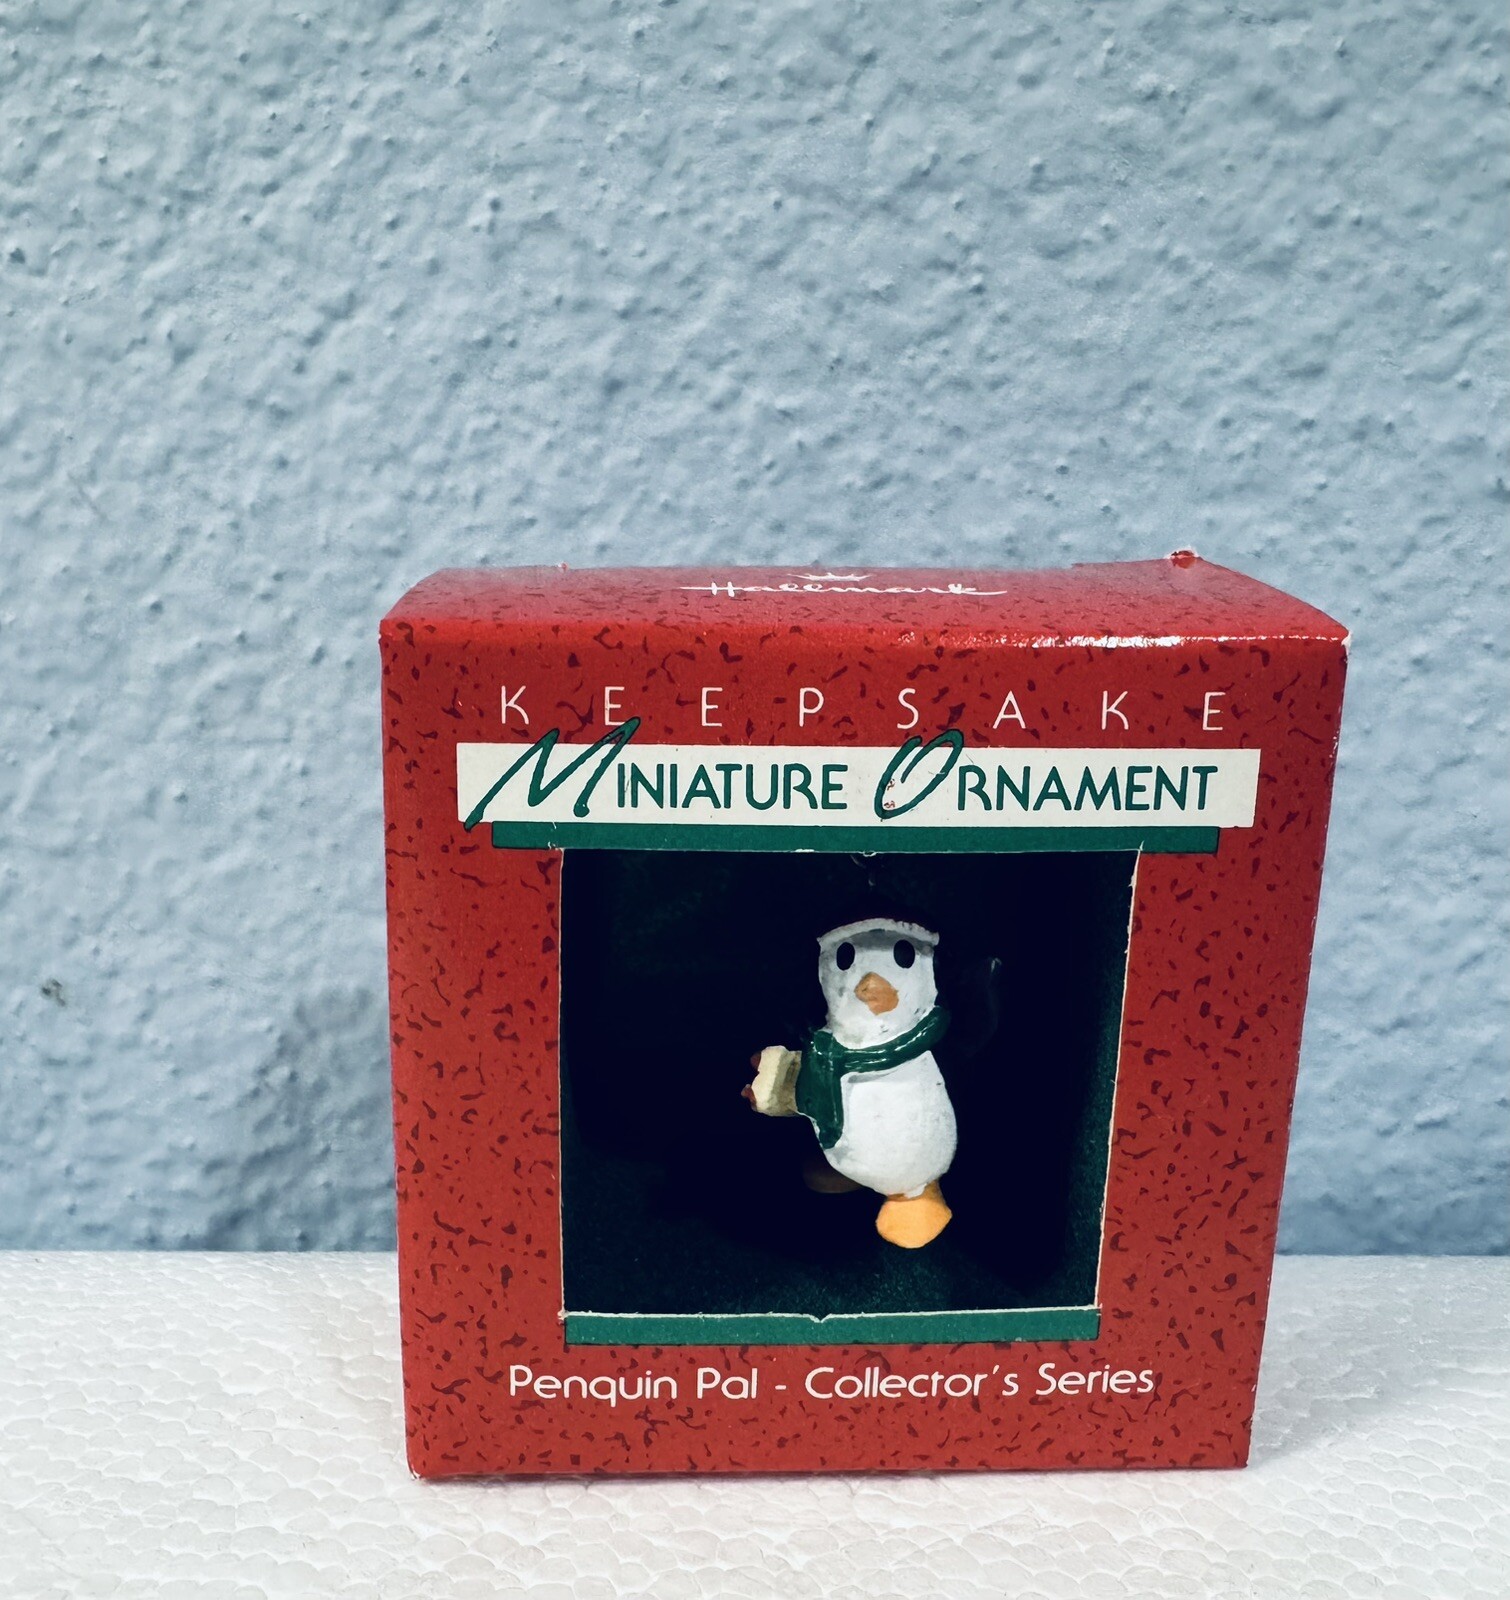 Hallmark
KEEPSAKE
MINIATURE ORNAMENT
Penquin Pal - Collector's Series